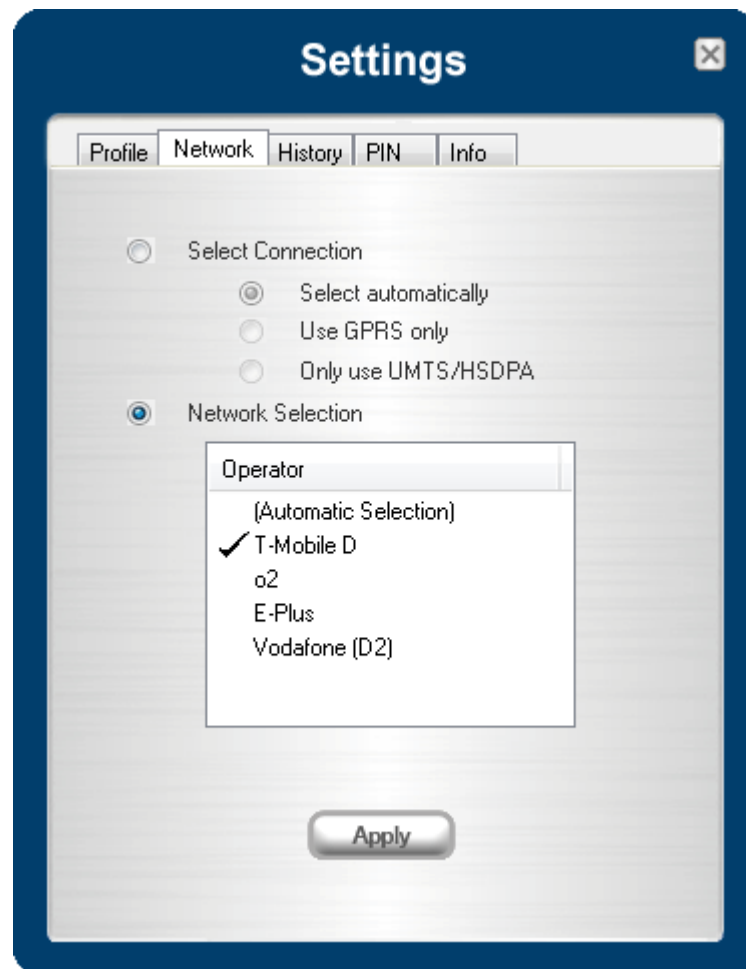 Settings
Profile Network History PIN Info
Select Connection
Select automatically
Use GPRS only
Only use UMTS/HSDPA
Network Selection
Operator
(Automatic Selection)
T-Mobile D
o2
E-Plus
Vodafone (D2)
Apply